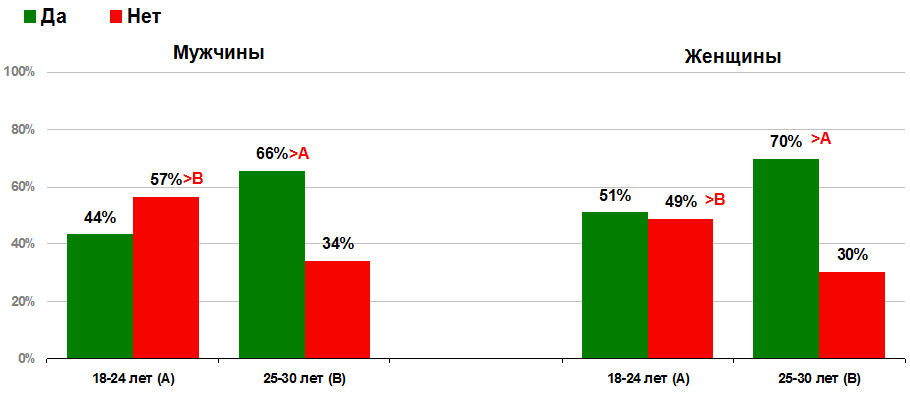 Да Нет
Мужчины Женщины
100%
80%
60%
40%
20%
0%
44% 57%>B 66%>A 34% 51% 49% >B 70% >A 30%
18-24 лет (A) 25-30 лет (B) 18-24 лет (A) 25-30 лет (B)